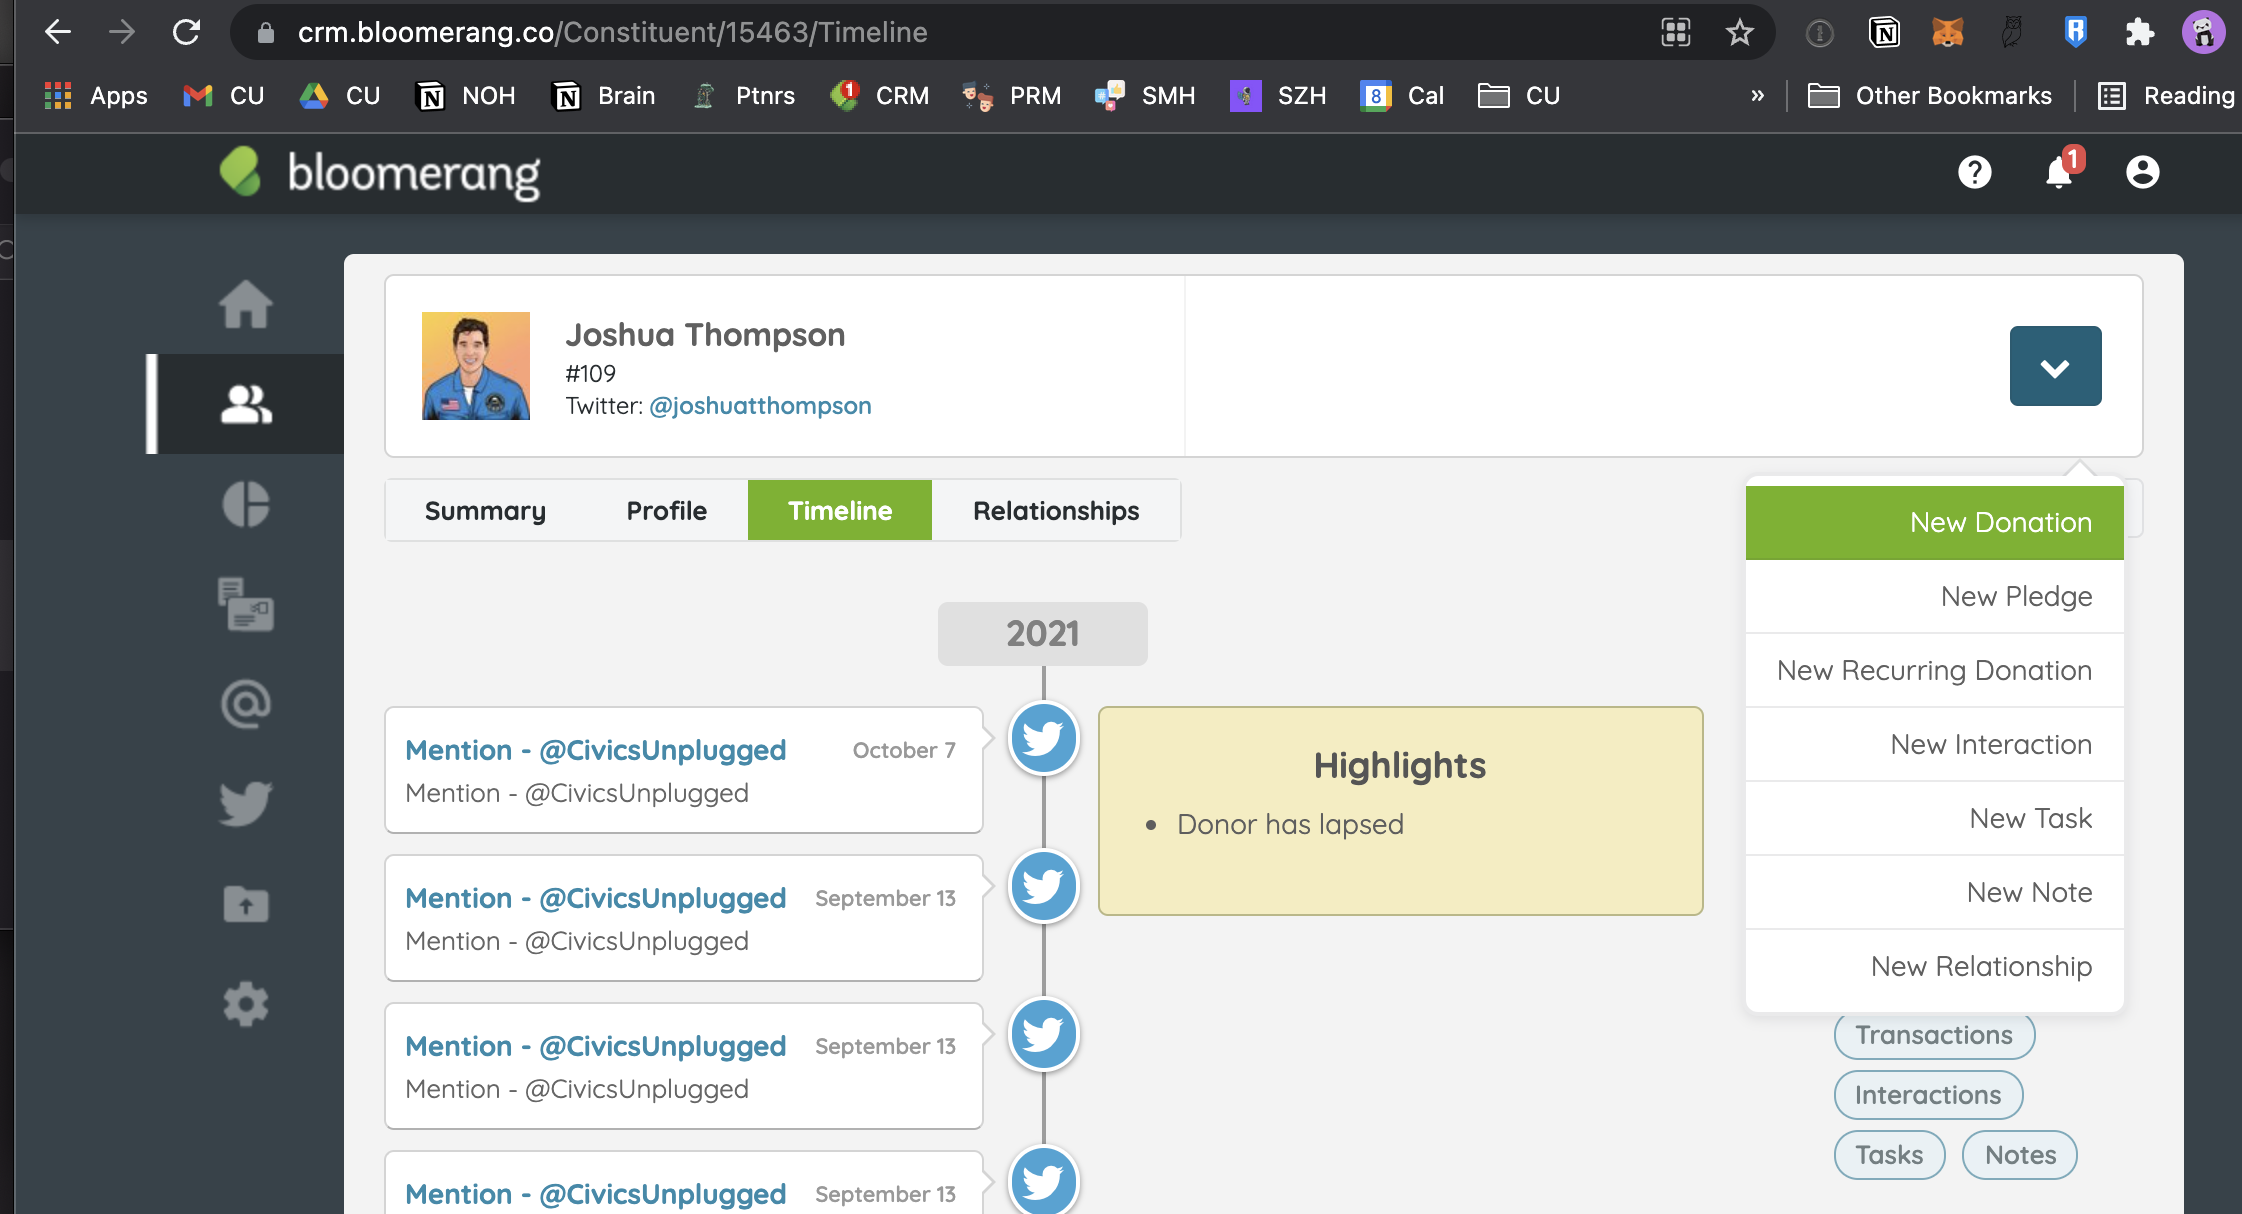 crm.bloomerang.co/Constituent/15463/Timeline
Apps CU CU NOH Brain Ptnrs 1 CRM PRM SMH SZH 8 Cal CU » Other Bookmarks Reading
bloomerang
? 1
Joshua Thompson
#109
Twitter: @joshuatthompson
Summary Profile Timeline Relationships
New Donation
New Pledge
New Recurring Donation
New Interaction
New Task
New Note
New Relationship
2021
Mention - @CivicsUnplugged October 7
Mention - @CivicsUnplugged
Highlights
• Donor has lapsed
Mention - @CivicsUnplugged September 13
Mention - @CivicsUnplugged
Mention - @CivicsUnplugged September 13
Mention - @CivicsUnplugged
Mention - @CivicsUnplugged September 13
Transactions
Interactions
Tasks Notes